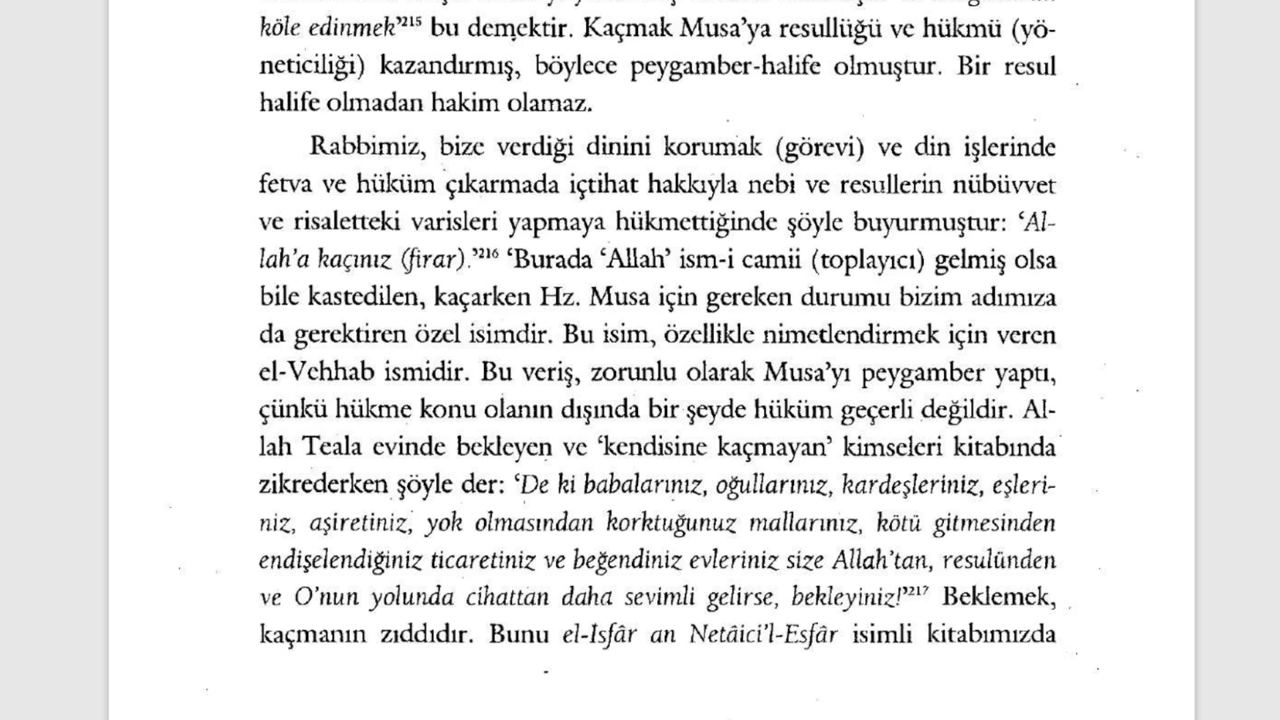 köle edinmek’²¹⁵ bu demektir. Kaçmak Musa’ya resullüğü ve hükmü (yö-
neticiliği) kazandırmış, böylece peygamber-halife olmuştur. Bir resul
halife olmadan hakim olamaz.
Rabbimiz, bize verdiği dinini korumak (görevi) ve din işlerinde
fetva ve hüküm çıkarmada içtihat hakkıyla nebi ve resullerin nübüvvet
ve risaletteki varisleri yapmaya hükmettiğinde şöyle buyurmuştur: ‘Al-
lah’a kaçınız (firar).’²¹⁶ ‘Burada ‘Allah’ ism-i camii (toplayıcı) gelmiş olsa
bile kastedilen, kaçarken Hz. Musa için gereken durumu bizim adımıza
da gerektiren özel isimdir. Bu isim, özellikle nimetlendirmek için veren
el-Vehhab ismidir. Bu veriş, zorunlu olarak Musa’yı peygamber yaptı,
çünkü hükme konu olanın dışında bir şeyde hüküm geçerli değildir. Al-
lah Teala evinde bekleyen ve ‘kendisine kaçmayan’ kimseleri kitabında
zikrederken şöyle der: ‘De ki babalarınız, oğullarınız, kardeşleriniz, eşleri-
niz, aşiretiniz, yok olmasından korktuğunuz mallarınız, kötü gitmesinden
endişelendiğiniz ticaretiniz ve beğendiniz evleriniz size Allah’tan, resulünden
ve O’nun yolunda cihattan daha sevimli gelirse, bekleyiniz!’²¹⁷ Beklemek,
kaçmanın zıddıdır. Bunu el-Isfâr an Netâici’l-Esfâr isimli kitabımızda